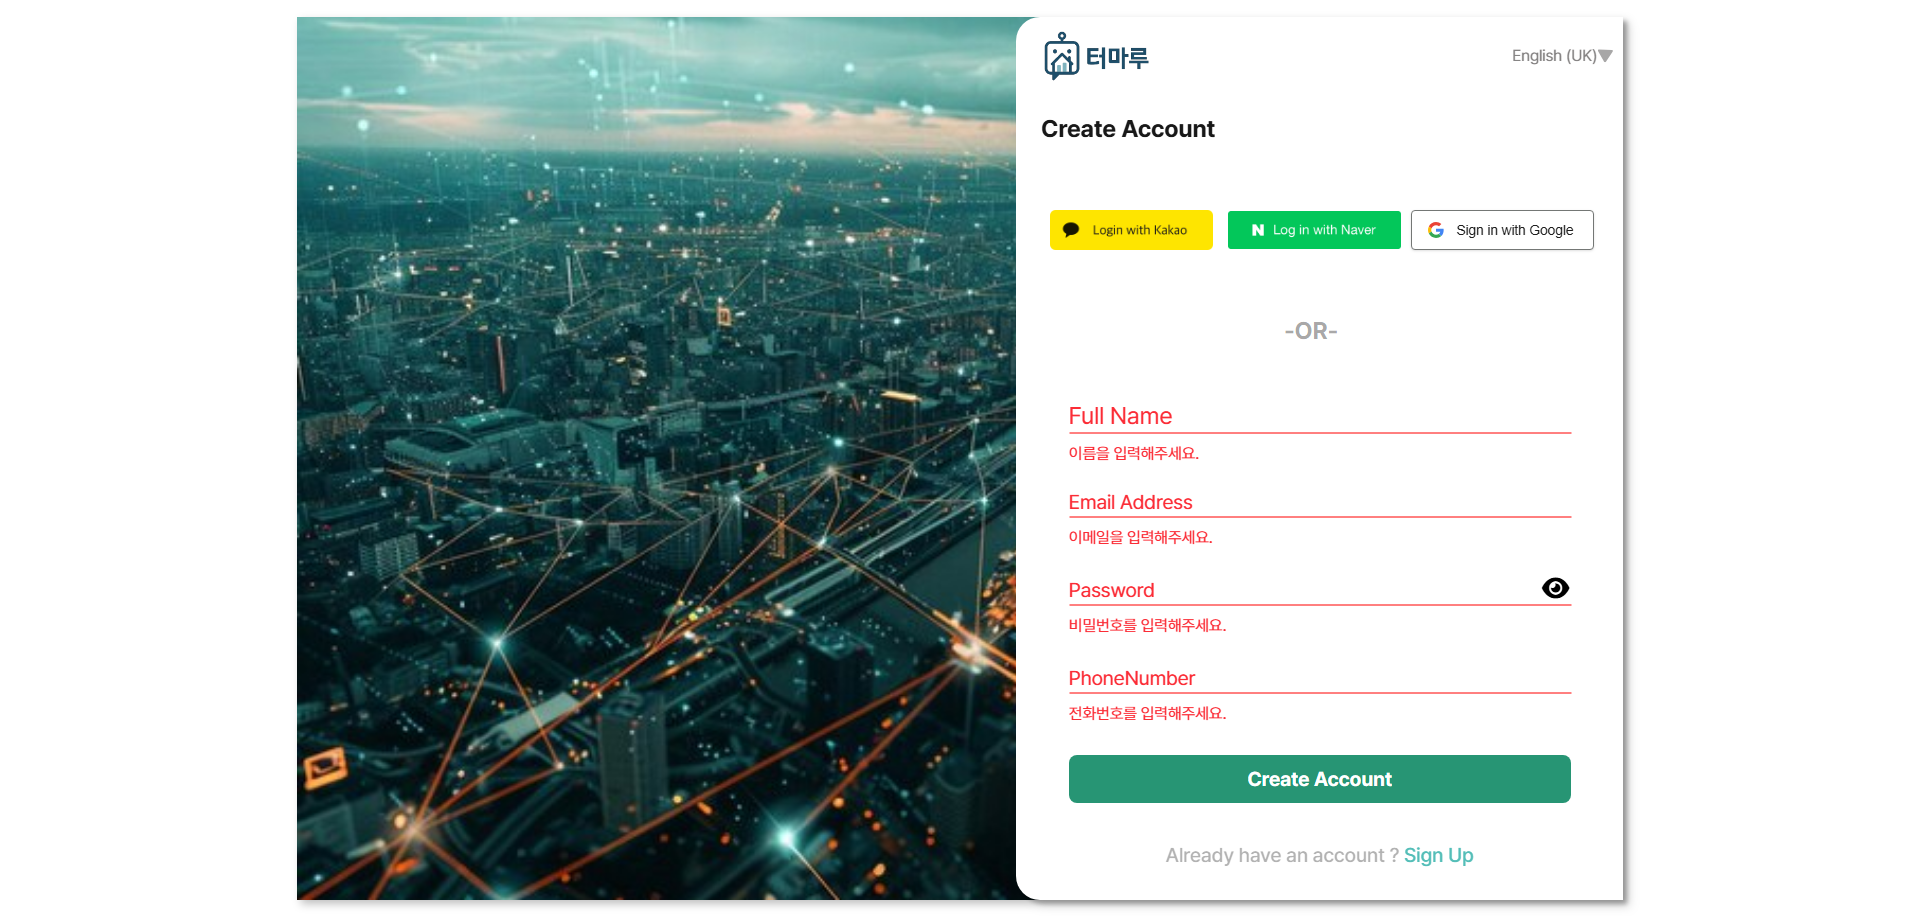 터마루
English (UK)▼
Create Account
Login with Kakao
N Log in with Naver
Sign in with Google
-OR-
Full Name
이름을 입력해주세요.
Email Address
이메일을 입력해주세요.
Password
비밀번호를 입력해주세요.
PhoneNumber
전화번호를 입력해주세요.
Create Account
Already have an account ? Sign Up